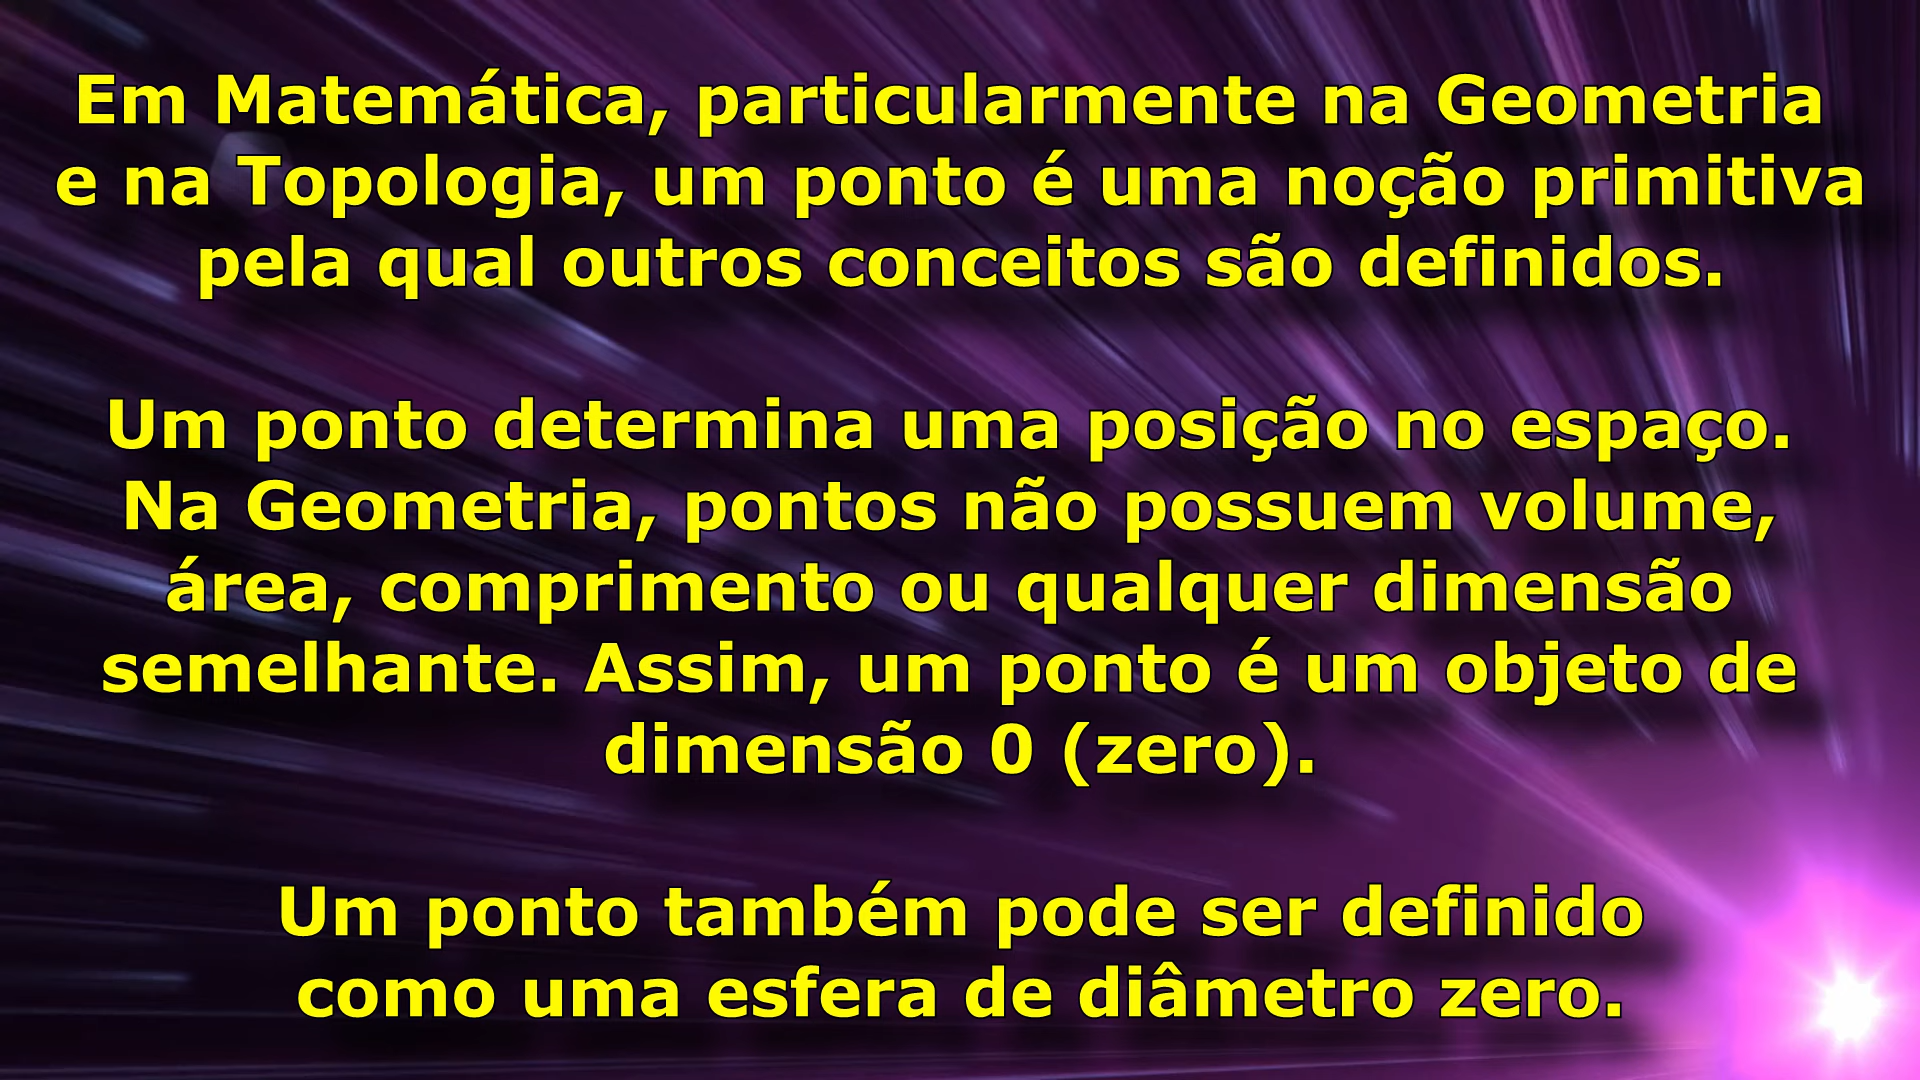 Em Matemática, particularmente na Geometria
e na Topologia, um ponto é uma noção primitiva
pela qual outros conceitos são definidos.
Um ponto determina uma posição no espaço.
Na Geometria, pontos não possuem volume,
área, comprimento ou qualquer dimensão
semelhante. Assim, um ponto é um objeto de
dimensão 0 (zero).
Um ponto também pode ser definido
como uma esfera de diâmetro zero.